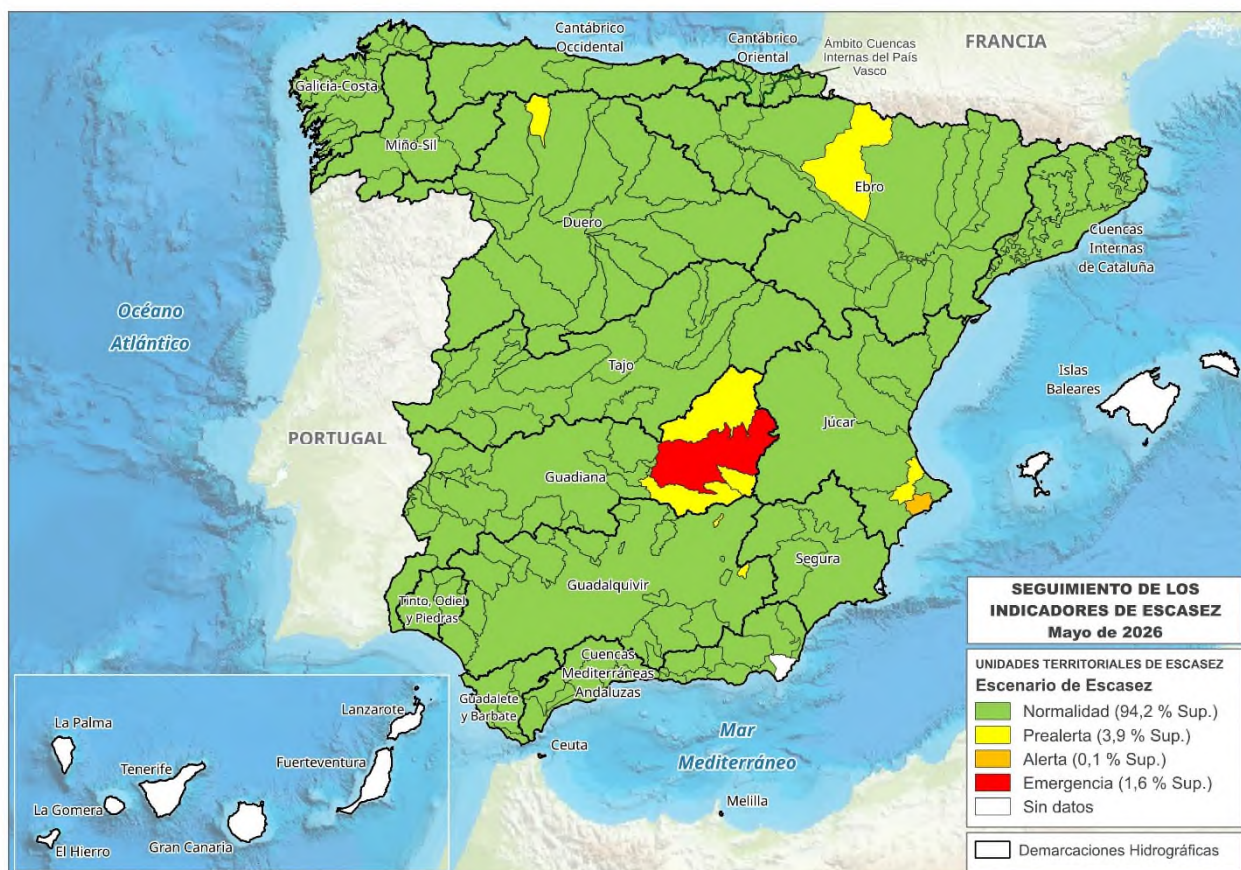 Cantábrico
Occidental
Cantábrico
Oriental
Ámbito Cuencas
Internas del País
Vasco
FRANCIA
Galicia-Costa
Miño-Sil
Ebro
Duero
Cuencas
Internas
de Cataluña
Océano
Atlántico
Tajo
Islas
Baleares
PORTUGAL
Júcar
Guadiana
Segura
Guadalquivir
Tinto, Odiel
y Piedras
Cuencas
Mediterráneas
Andaluzas
Guadalete
y Barbate
Ceuta
Mar
Mediterráneo
Melilla
La Palma
Lanzarote
Tenerife
Fuerteventura
La Gomera
El Hierro
Gran Canaria
SEGUIMIENTO DE LOS
INDICADORES DE ESCASEZ
Mayo de 2026
UNIDADES TERRITORIALES DE ESCASEZ
Escenario de Escasez
Normalidad (94,2 % Sup.)
Prealerta (3,9 % Sup.)
Alerta (0,1 % Sup.)
Emergencia (1,6 % Sup.)
Sin datos
Demarcaciones Hidrográficas